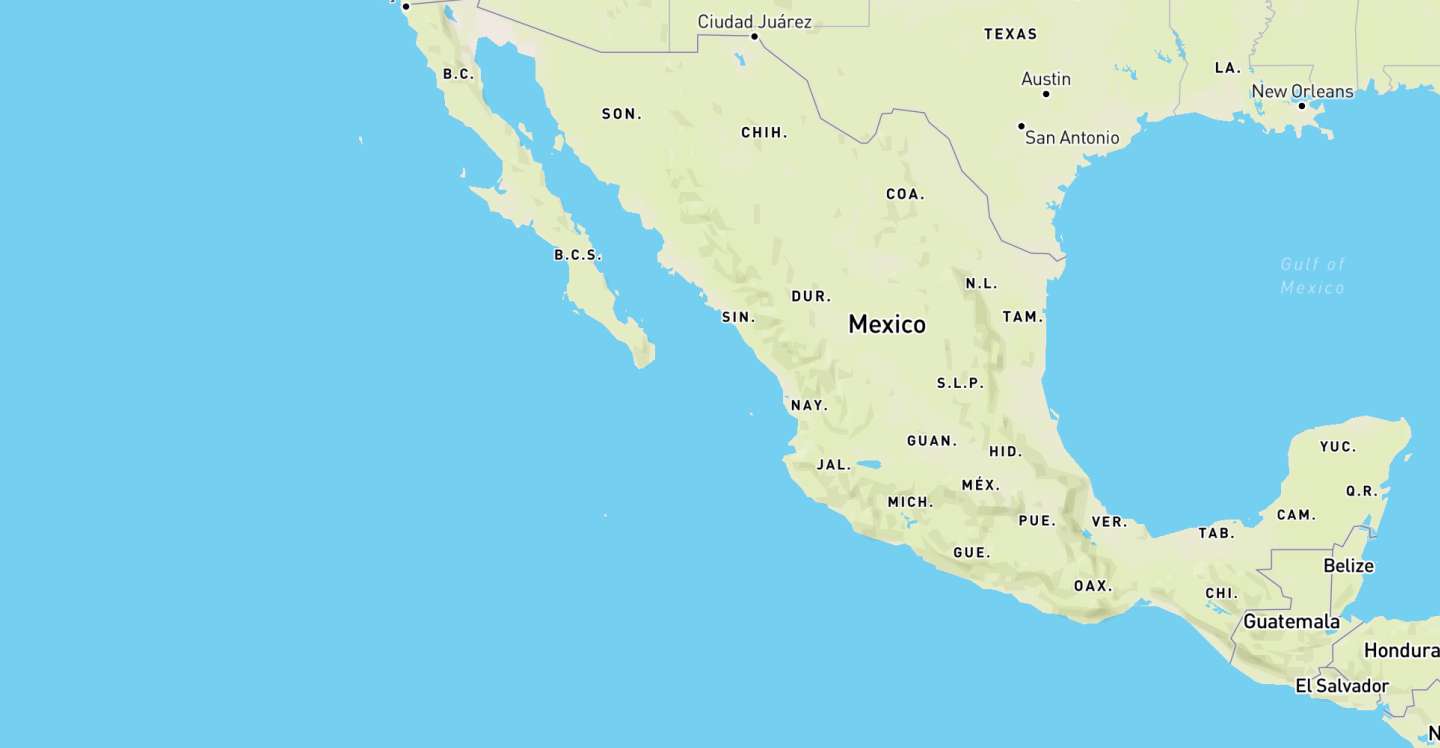 Ciudad Juárez
TEXAS
LA.
B.C.
Austin
New Orleans
SON.
CHIH.
San Antonio
COA.
B.C.S.
Gulf of
Mexico
N.L.
DUR.
SIN.
TAM.
Mexico
S.L.P.
NAY.
GUAN.
HID.
YUC.
JAL.
MÉX.
Q.R.
MICH.
CAM.
PUE.
VER.
TAB.
GUE.
Belize
OAX.
CHI.
Guatemala
Hondura
El Salvador
N